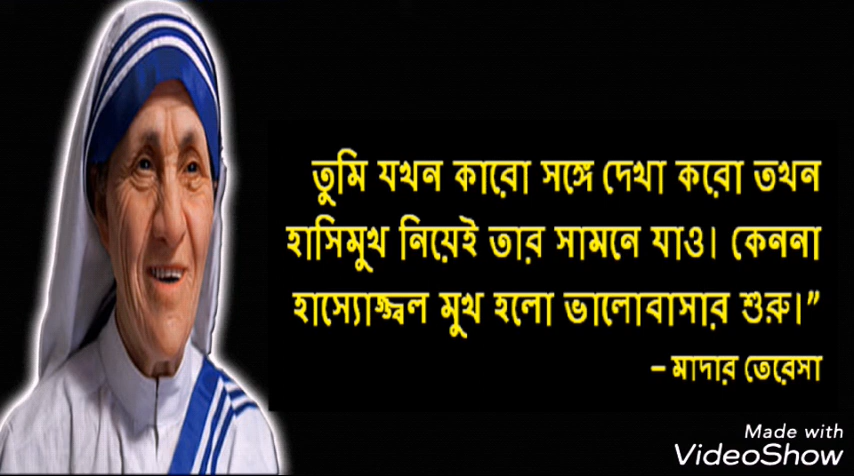 তুমি যখন কারো সঙ্গে দেখা করো তখন
হাসিমুখ নিয়েই তার সামনে যাও। কেননা
হাস্যোজ্জ্বল মুখ হলো ভালোবাসার শুরু।”
– মাদার তেরেসা
Made with
VideoShow